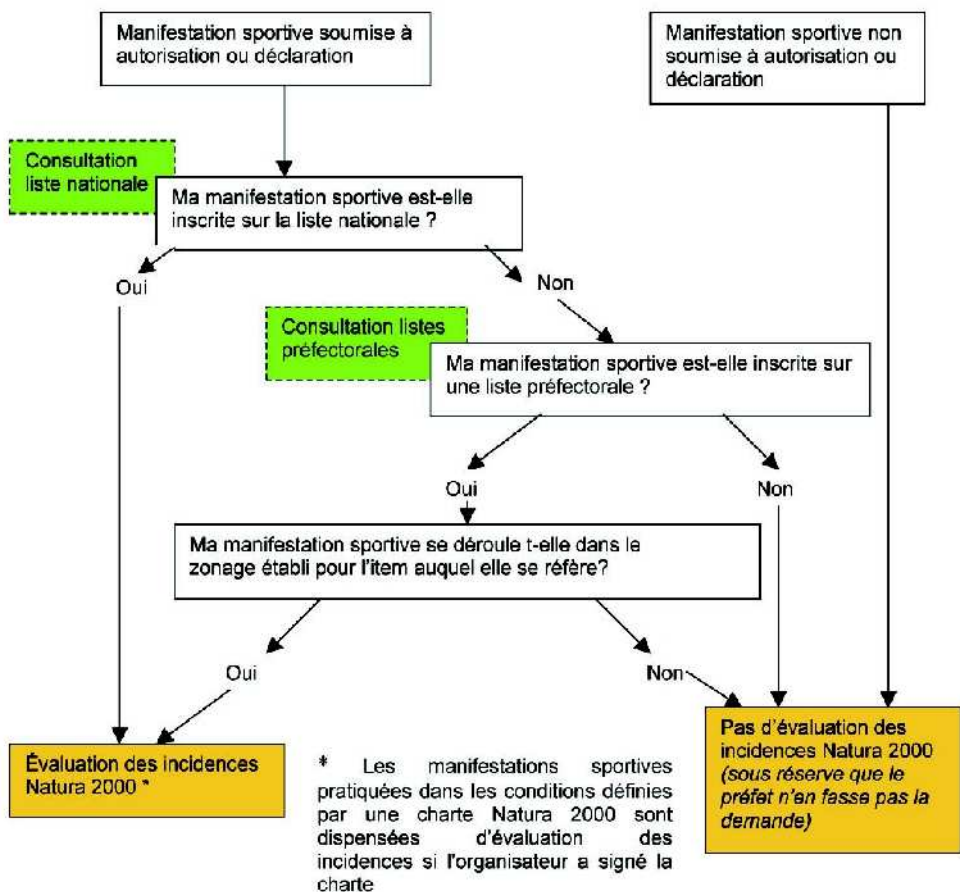 Manifestation sportive soumise à
autorisation ou déclaration
Manifestation sportive non
soumise à autorisation ou
déclaration
Consultation
liste nationale
Ma manifestation sportive est-elle
inscrite sur la liste nationale ?
Oui
Non
Consultation listes
préfectorales
Ma manifestation sportive est-elle inscrite sur
une liste préfectorale ?
Oui
Non
Ma manifestation sportive se déroule t-elle dans le
zonage établi pour l'item auquel elle se réfère?
Oui
Non
Évaluation des incidences
Natura 2000 *
* Les manifestations sportives
pratiquées dans les conditions définies
par une charte Natura 2000 sont
dispensées d'évaluation des
incidences si l'organisateur a signé la
charte
Pas d'évaluation des
incidences Natura 2000
(sous réserve que le
préfet n'en fasse pas la
demande)